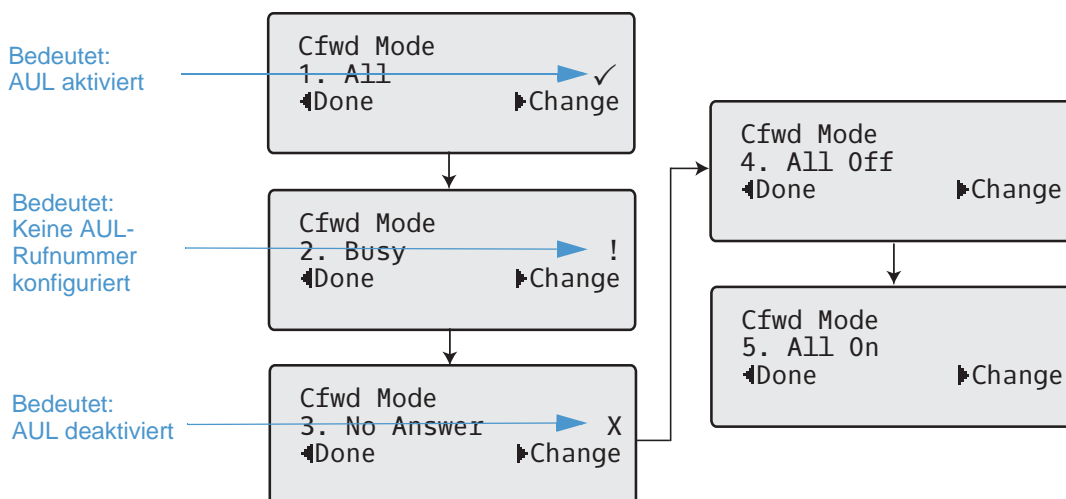 Bedeutet:
AUL aktiviert
Cfwd Mode
1. All ✓
◀Done ▶Change
Bedeutet:
Keine AUL-
Rufnummer
konfiguriert
Cfwd Mode
2. Busy !
◀Done ▶Change
Bedeutet:
AUL deaktiviert
Cfwd Mode
3. No Answer X
◀Done ▶Change
Cfwd Mode
4. All Off
◀Done ▶Change
Cfwd Mode
5. All On
◀Done ▶Change